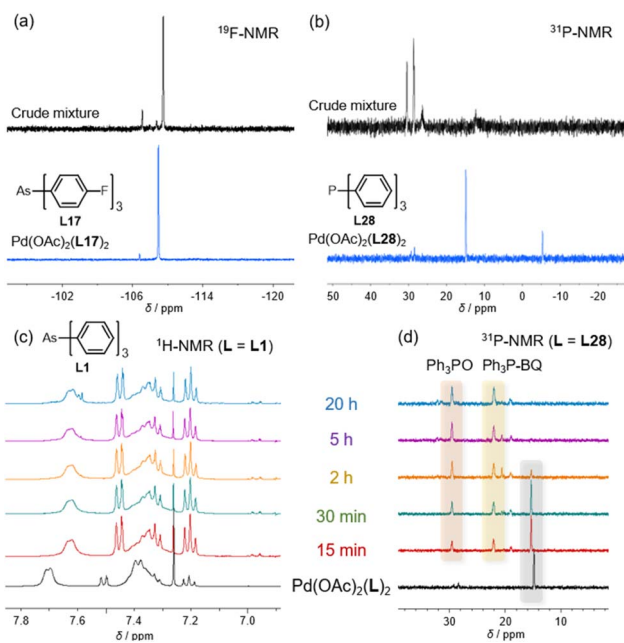 (a)
¹⁹F-NMR
Crude mixture
As
F
3
L17
Pd(OAc)₂(L17)₂
-102 -108 -114 -120
δ / ppm
(b)
³¹P-NMR
Crude mixture
P
3
L28
Pd(OAc)₂(L28)₂
50 40 30 20 10 0 -10 -20
δ / ppm
(c)
As
3
L1
¹H-NMR (L = L1)
7.8 7.6 7.4 7.2 7.0
δ / ppm
(d)
³¹P-NMR (L = L28)
Ph₃PO Ph₃P-BQ
20 h
5 h
2 h
30 min
15 min
Pd(OAc)₂(L)₂
30 20 10
δ / ppm